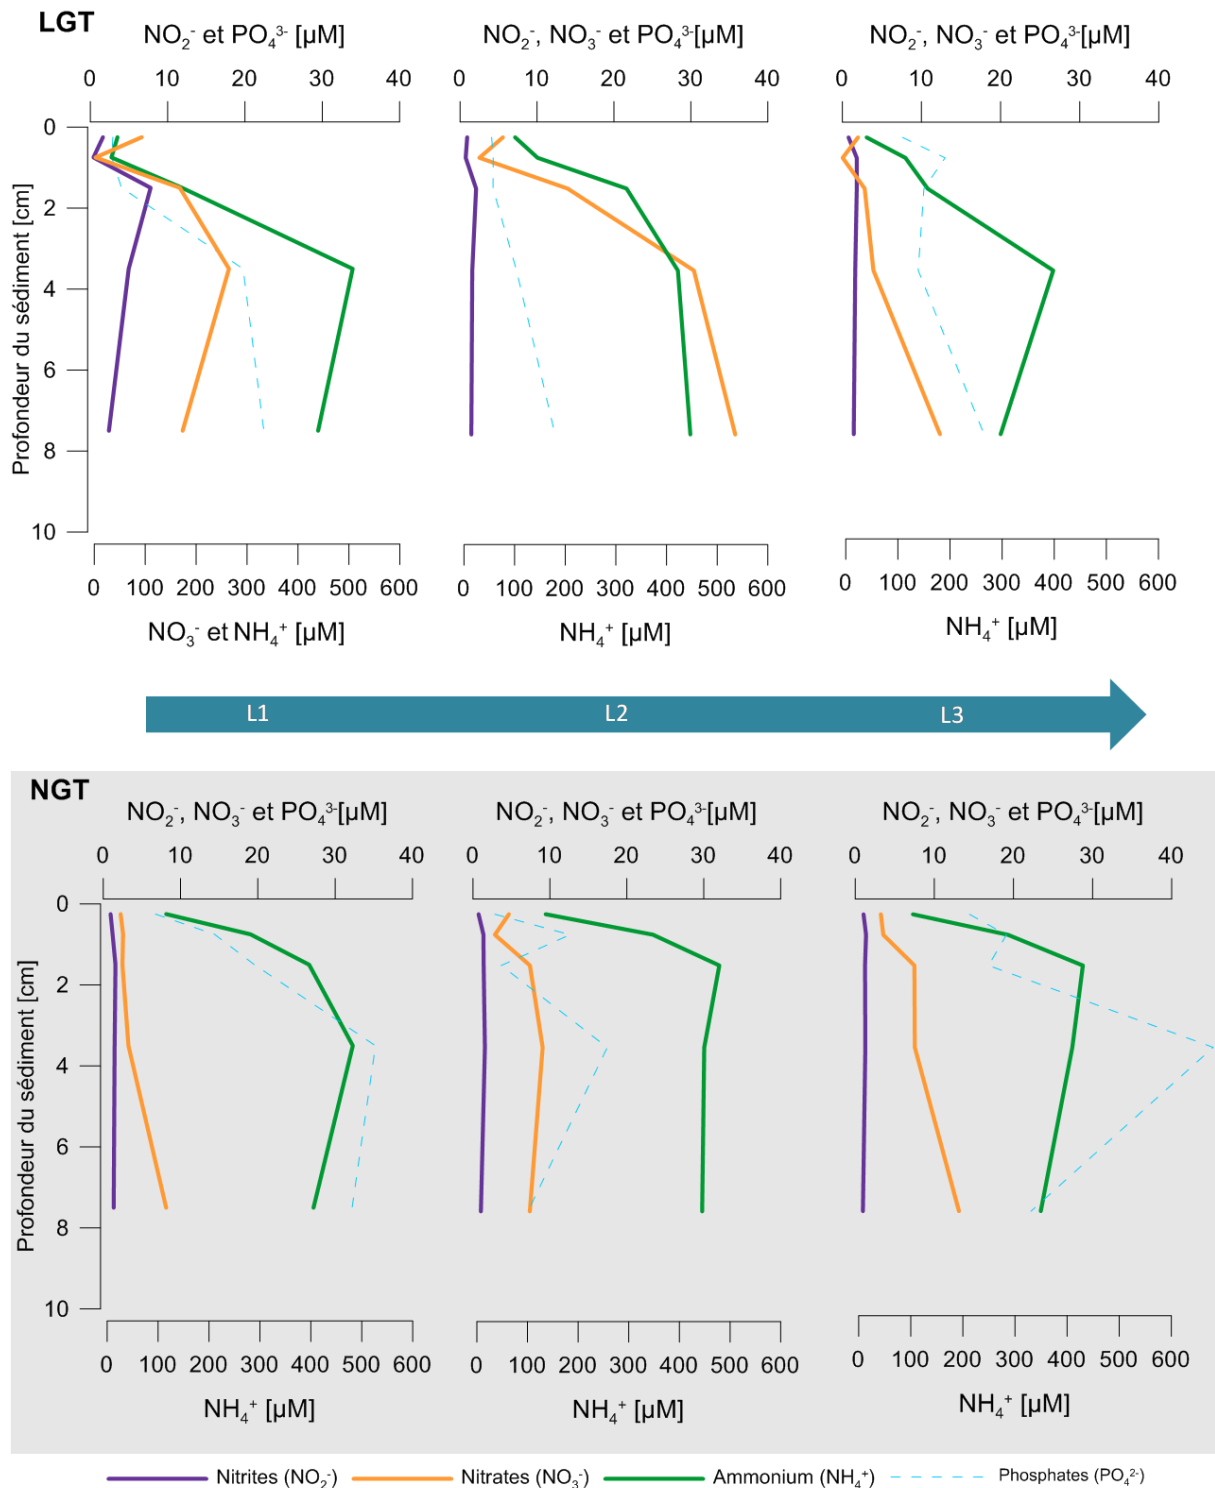 LGT
NO₂⁻ et PO₄³⁻ [µM] NO₂⁻, NO₃⁻ et PO₄³⁻[µM] NO₂⁻, NO₃⁻ et PO₄³⁻[µM]
0 10 20 30 40 0 10 20 30 40 0 10 20 30 40
Profondeur du sédiment [cm]
0
2
4
6
8
10
0 100 200 300 400 500 600 0 100 200 300 400 500 600 0 100 200 300 400 500 600
NO₃⁻ et NH₄⁺ [µM] NH₄⁺ [µM] NH₄⁺ [µM]
L1 L2 L3
NGT
NO₂⁻, NO₃⁻ et PO₄³⁻[µM] NO₂⁻, NO₃⁻ et PO₄³⁻[µM] NO₂⁻, NO₃⁻ et PO₄³⁻[µM]
0 10 20 30 40 0 10 20 30 40 0 10 20 30 40
Profondeur du sédiment [cm]
0
2
4
6
8
10
0 100 200 300 400 500 600 0 100 200 300 400 500 600 0 100 200 300 400 500 600
NH₄⁺ [µM] NH₄⁺ [µM] NH₄⁺ [µM]
Nitrites (NO₂⁻) Nitrates (NO₃⁻) Ammonium (NH₄⁺) Phosphates (PO₄²⁻)